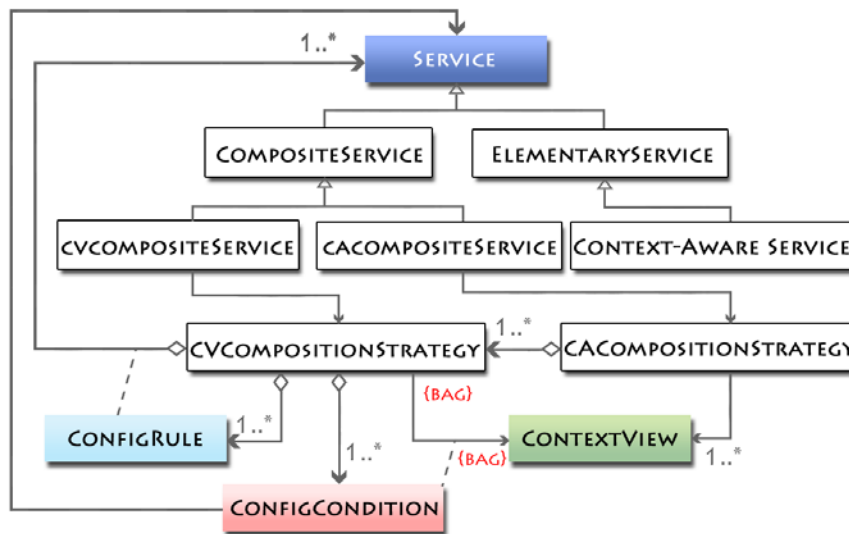 1..*
Service
CompositeService
ElementaryService
cvcompositeService
cacompositeService
Context-Aware Service
1..*
CVCompositionStrategy
CACompositionStrategy
{bag}
ConfigRule
1..*
ContextView
1..*
{bag}
1..*
ConfigCondition